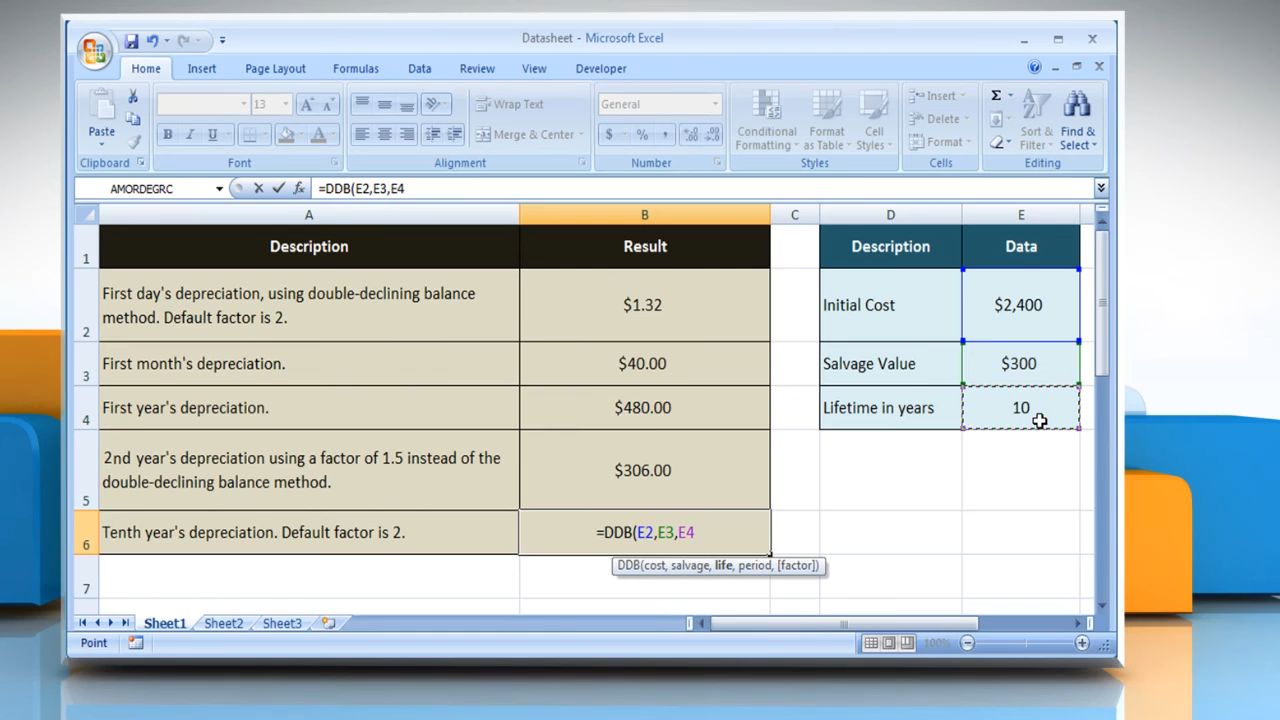 Datasheet - Microsoft Excel
Home Insert Page Layout Formulas Data Review View Developer
Paste
13
B I U
Wrap Text
Merge & Center
General
$ % ,
Conditional Formatting
Format as Table
Cell Styles
Insert
Delete
Format
Σ
Sort & Filter
Find & Select
Clipboard Font Alignment Number Styles Cells Editing
AMORDEGRC fx =DDB(E2,E3,E4
A B C D E
1 Description Result Description Data
2 First day's depreciation, using double-declining balance
method. Default factor is 2. $1.32 Initial Cost $2,400
3 First month's depreciation. $40.00 Salvage Value $300
4 First year's depreciation. $480.00 Lifetime in years 10
5 2nd year's depreciation using a factor of 1.5 instead of the
double-declining balance method. $306.00
6 Tenth year's depreciation. Default factor is 2. =DDB(E2,E3,E4
DDB(cost, salvage, life, period, [factor])
7
Sheet1 Sheet2 Sheet3
Point 100%